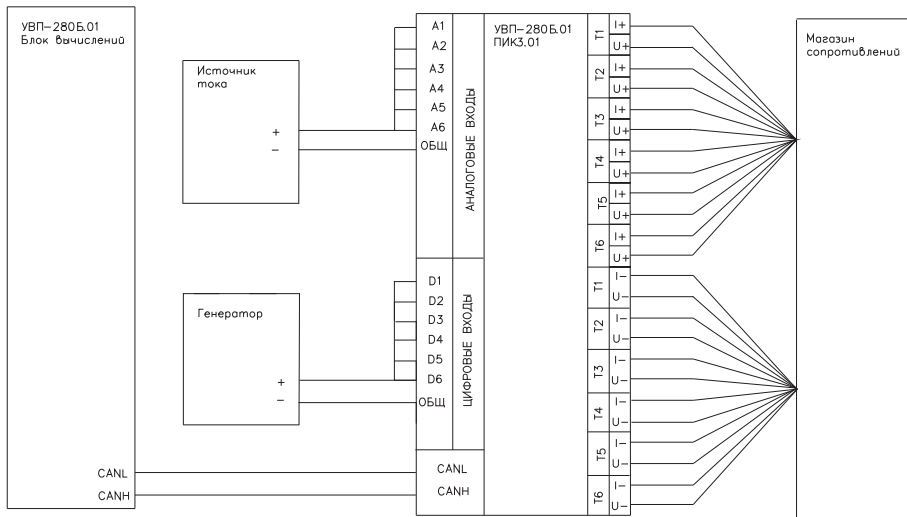 УВП-280Б.01
Блок вычислений
CANL
CANH
Источник
тока
+
−
Генератор
+
−
A1
A2
A3
A4
A5
A6
ОБЩ
АНАЛОГОВЫЕ ВХОДЫ
D1
D2
D3
D4
D5
D6
ОБЩ
ЦИФРОВЫЕ ВХОДЫ
CANL
CANH
УВП-280Б.01
ПИК3.01
T1
I+
U+
T2
I+
U+
T3
I+
U+
T4
I+
U+
T5
I+
U+
T6
I+
U+
T1
I−
U−
T2
I−
U−
T3
I−
U−
T4
I−
U−
T5
I−
U−
T6
I−
U−
Магазин
сопротивлений